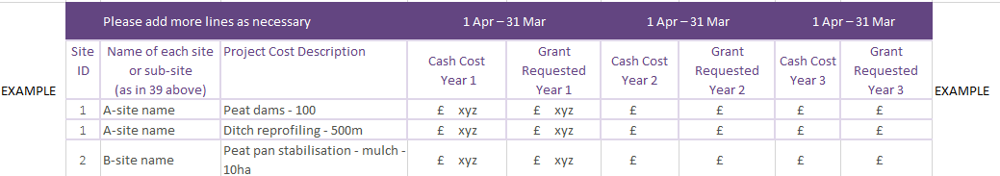 Please add more lines as necessary 1 Apr – 31 Mar 1 Apr – 31 Mar 1 Apr – 31 Mar
Site ID Name of each site or sub-site (as in 39 above) Project Cost Description Cash Cost Year 1 Grant Requested Year 1 Cash Cost Year 2 Grant Requested Year 2 Cash Cost Year 3 Grant Requested Year 3
EXAMPLE EXAMPLE
1 A-site name Peat dams - 100 £ xyz £ xyz £ £ £ £
1 A-site name Ditch reprofiling - 500m £ xyz £ xyz £ £ £ £
2 B-site name Peat pan stabilisation - mulch - 10ha £ xyz £ xyz £ £ £ £